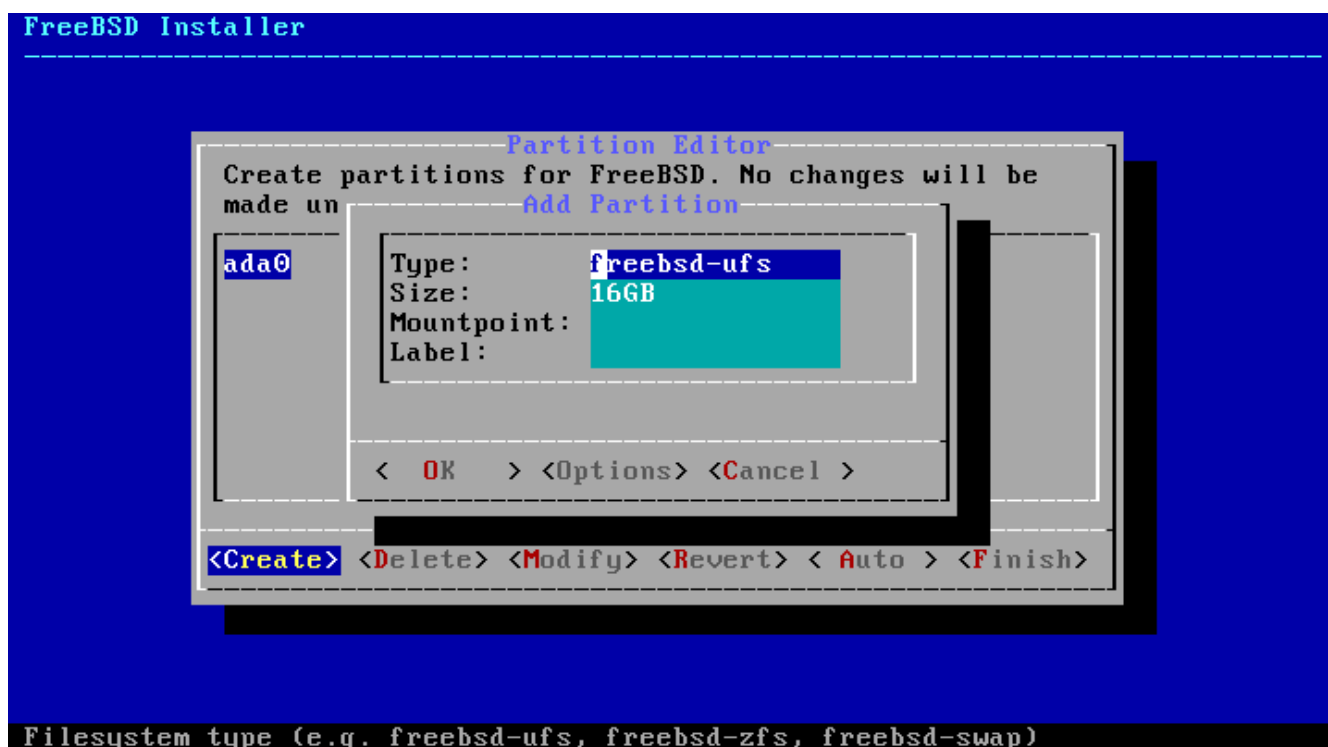 FreeBSD Installer
Partition Editor
Create partitions for FreeBSD. No changes will be
made un
Add Partition
ada0
Type: freebsd-ufs
Size: 16GB
Mountpoint:
Label:
< OK > <Options> <Cancel >
<Create> <Delete> <Modify> <Revert> < Auto > <Finish>
Filesystem type (e.g. freebsd-ufs, freebsd-zfs, freebsd-swap)